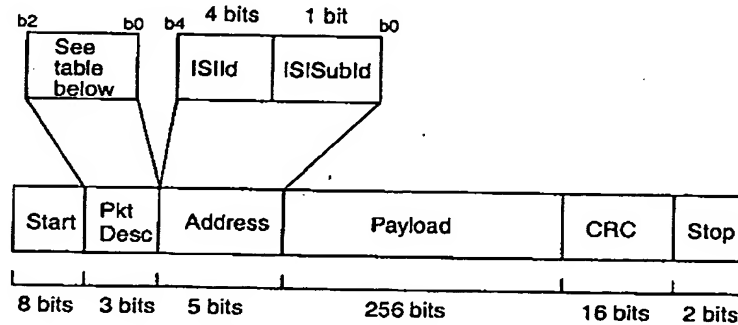 4 bits 1 bit
b2 b0 b4 b0
See
table
below
ISIId ISISubId
Start Pkt
Desc Address Payload CRC Stop
8 bits 3 bits 5 bits 256 bits 16 bits 2 bits